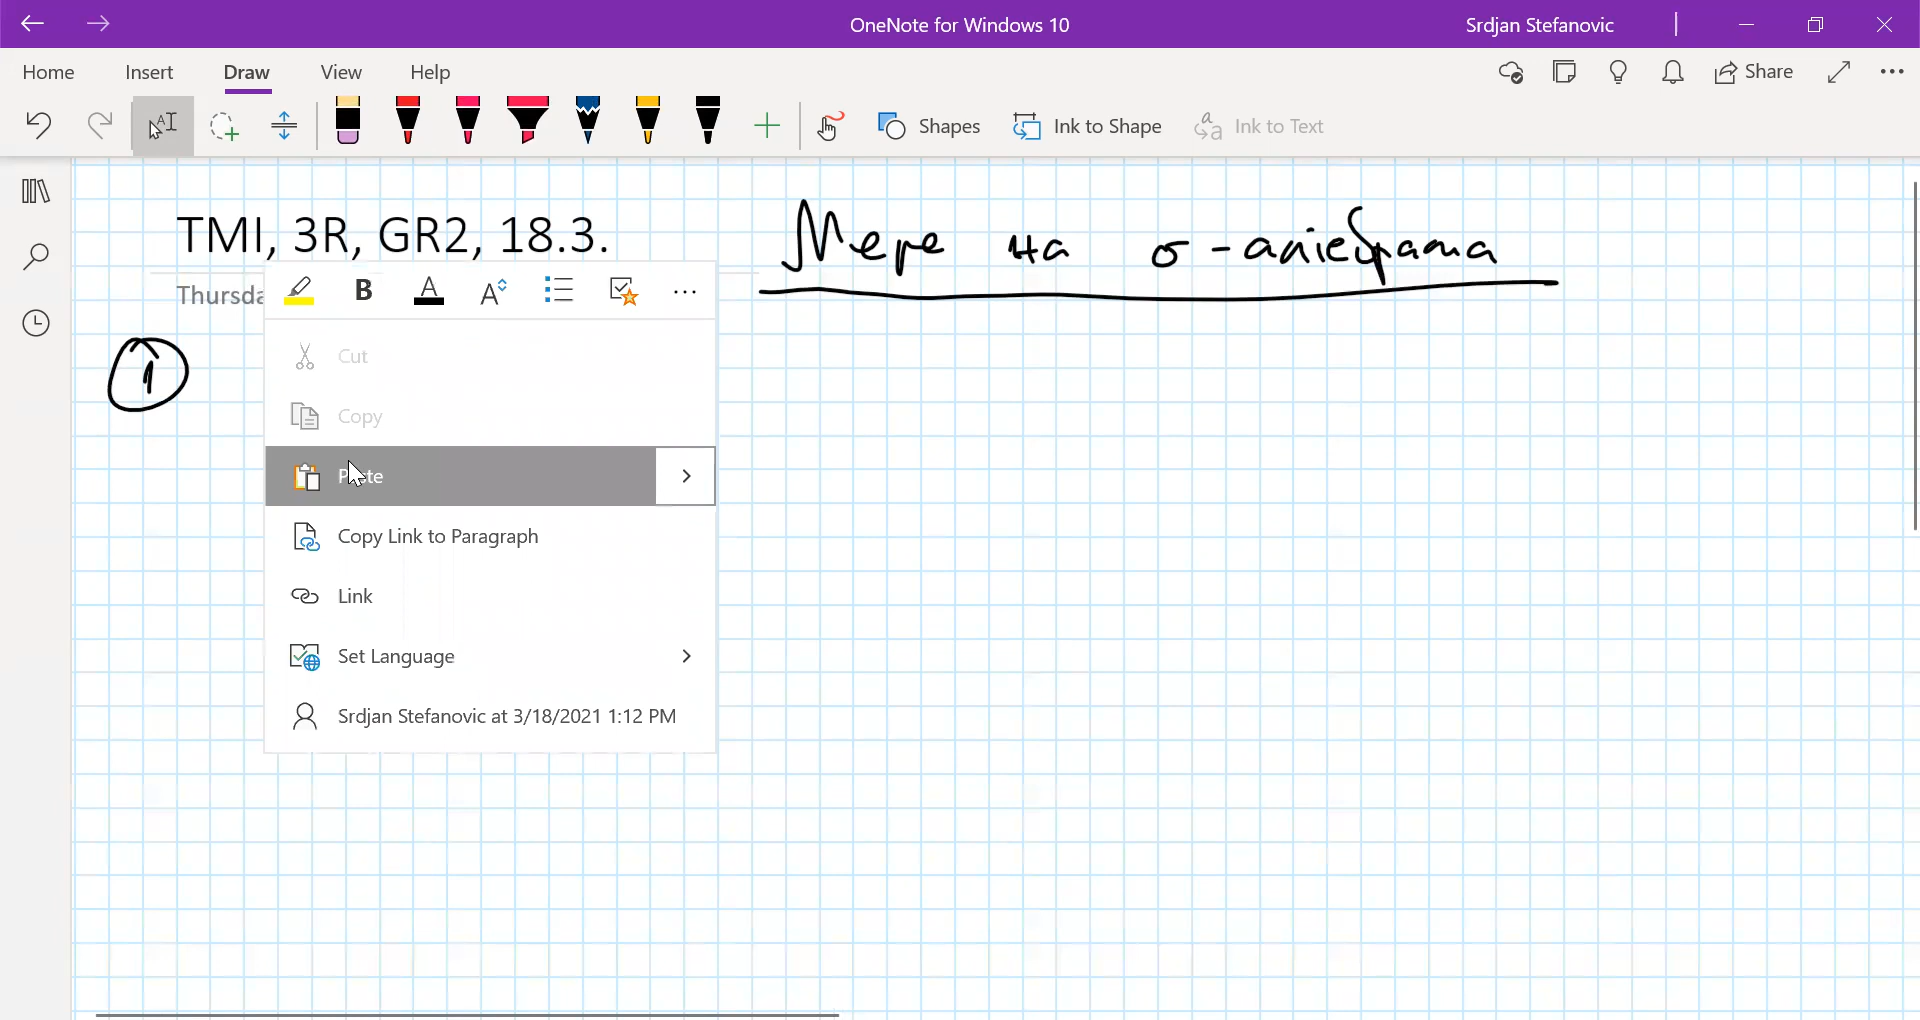 OneNote for Windows 10
Srdjan Stefanovic
Home Insert Draw View Help
Share
Shapes
Ink to Shape
Ink to Text
TMI, 3R, GR2, 18.3.
Мере на σ-алгебрама
Thursda
1
Cut
Copy
Paste
Copy Link to Paragraph
Link
Set Language
Srdjan Stefanovic at 3/18/2021 1:12 PM